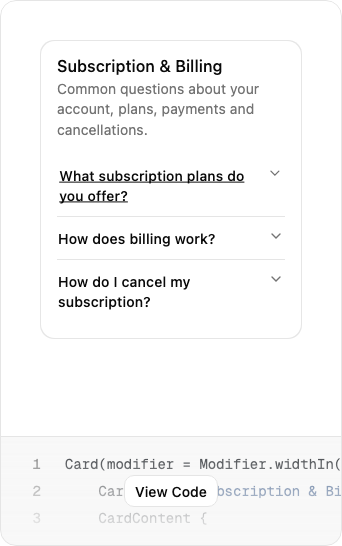 Subscription & Billing
Common questions about your
account, plans, payments and
cancellations.
What subscription plans do
you offer?
How does billing work?
How do I cancel my
subscription?
1 Card(modifier = Modifier.widthIn(
2 Car
View Code
bscription & Bi
3 CardContent {